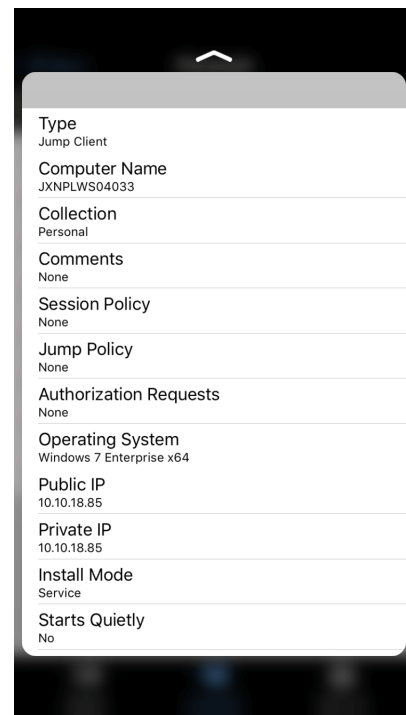 Type
Jump Client
Computer Name
JXNPLWS04033
Collection
Personal
Comments
None
Session Policy
None
Jump Policy
None
Authorization Requests
None
Operating System
Windows 7 Enterprise x64
Public IP
10.10.18.85
Private IP
10.10.18.85
Install Mode
Service
Starts Quietly
No